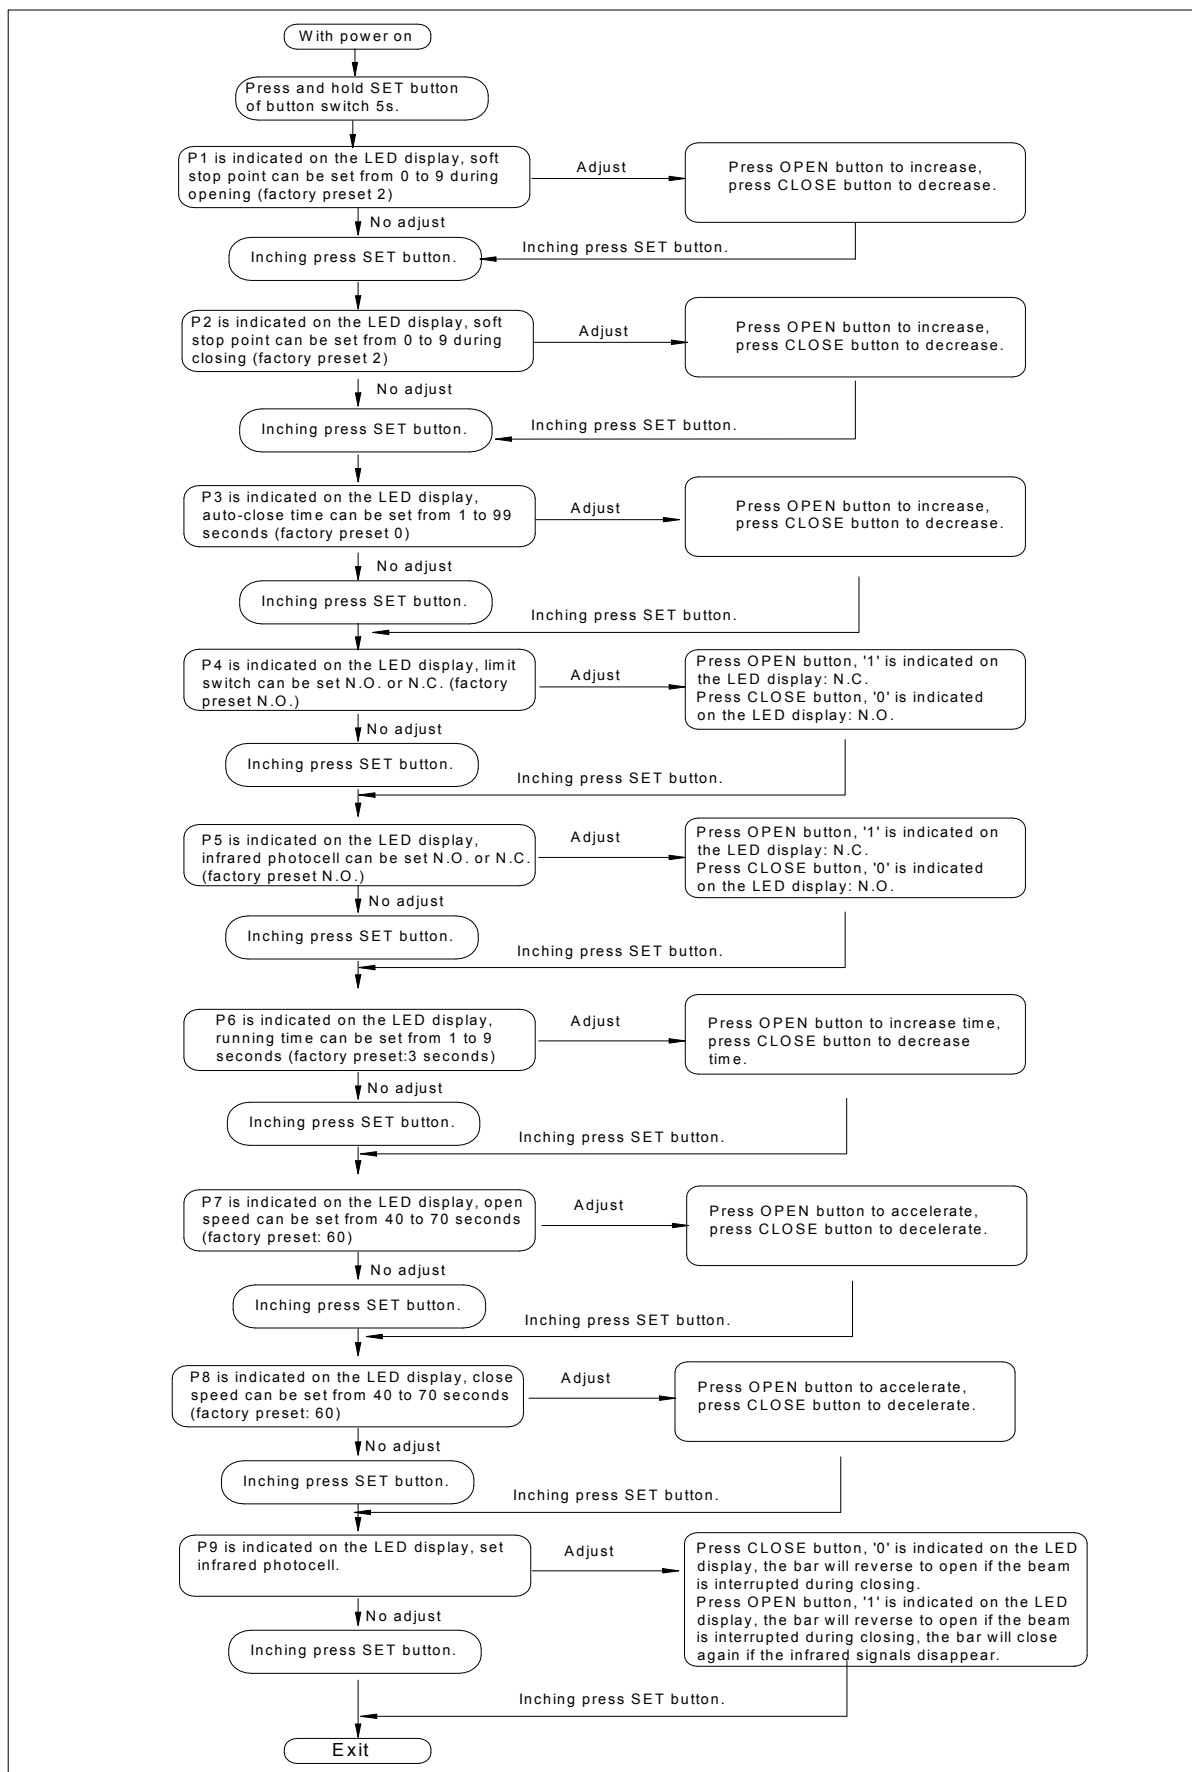 With power on
Press and hold SET button
of button switch 5s.
P1 is indicated on the LED display, soft
stop point can be set from 0 to 9 during
opening (factory preset 2)
Adjust
Press OPEN button to increase,
press CLOSE button to decrease.
No adjust
Inching press SET button.
Inching press SET button.
P2 is indicated on the LED display, soft
stop point can be set from 0 to 9 during
closing (factory preset 2)
Adjust
Press OPEN button to increase,
press CLOSE button to decrease.
No adjust
Inching press SET button.
Inching press SET button.
P3 is indicated on the LED display,
auto-close time can be set from 1 to 99
seconds (factory preset 0)
Adjust
Press OPEN button to increase,
press CLOSE button to decrease.
No adjust
Inching press SET button.
Inching press SET button.
P4 is indicated on the LED display, limit
switch can be set N.O. or N.C. (factory
preset N.O.)
Adjust
Press OPEN button, '1' is indicated on
the LED display: N.C.
Press CLOSE button, '0' is indicated
on the LED display: N.O.
No adjust
Inching press SET button.
Inching press SET button.
P5 is indicated on the LED display,
infrared photocell can be set N.O. or N.C.
(factory preset N.O.)
Adjust
Press OPEN button, '1' is indicated on
the LED display: N.C.
Press CLOSE button, '0' is indicated
on the LED display: N.O.
No adjust
Inching press SET button.
Inching press SET button.
P6 is indicated on the LED display,
running time can be set from 1 to 9
seconds (factory preset:3 seconds)
Adjust
Press OPEN button to increase time,
press CLOSE button to decrease
time.
No adjust
Inching press SET button.
Inching press SET button.
P7 is indicated on the LED display, open
speed can be set from 40 to 70 seconds
(factory preset: 60)
Adjust
Press OPEN button to accelerate,
press CLOSE button to decelerate.
No adjust
Inching press SET button.
Inching press SET button.
P8 is indicated on the LED display, close
speed can be set from 40 to 70 seconds
(factory preset: 60)
Adjust
Press OPEN button to accelerate,
press CLOSE button to decelerate.
No adjust
Inching press SET button.
Inching press SET button.
P9 is indicated on the LED display, set
infrared photocell.
Adjust
Press CLOSE button, '0' is indicated on the LED
display, the bar will reverse to open if the beam
is interrupted during closing.
Press OPEN button, '1' is indicated on the LED
display, the bar will reverse to open if the beam
is interrupted during closing, the bar will close
again if the infrared signals disappear.
No adjust
Inching press SET button.
Inching press SET button.
Exit